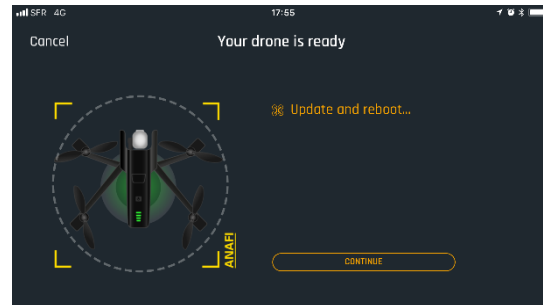 SFR 4G 17:55
Cancel Your drone is ready
Update and reboot...
ANAFI
CONTINUE